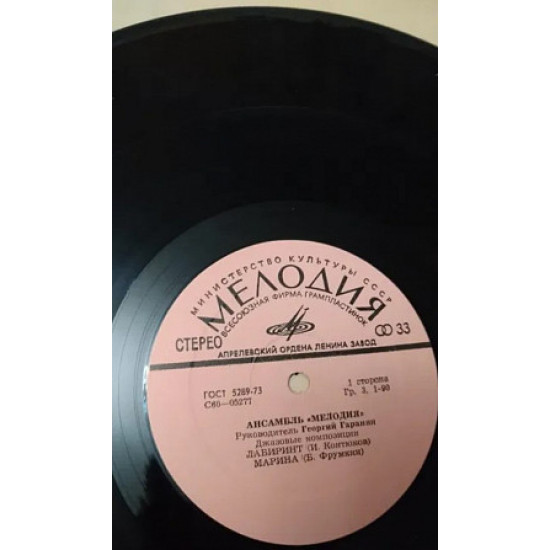 МИНИСТЕРСТВО КУЛЬТУРЫ СССР
МЕЛОДИЯ
ВСЕСОЮЗНАЯ ФИРМА ГРАМПЛАСТИНОК
СТЕРЕО 33
АПРЕЛЕВСКИЙ ОРДЕНА ЛЕНИНА ЗАВОД
ГОСТ 5289-73 1 сторона
С60—05277 Гр. 3, 1-90
АНСАМБЛЬ «МЕЛОДИЯ»
Руководитель Георгий Гаранян
Джазовые композиции
ЛАБИРИНТ (И. Кантюков)
МАРИНА (Б. Фрумкин)